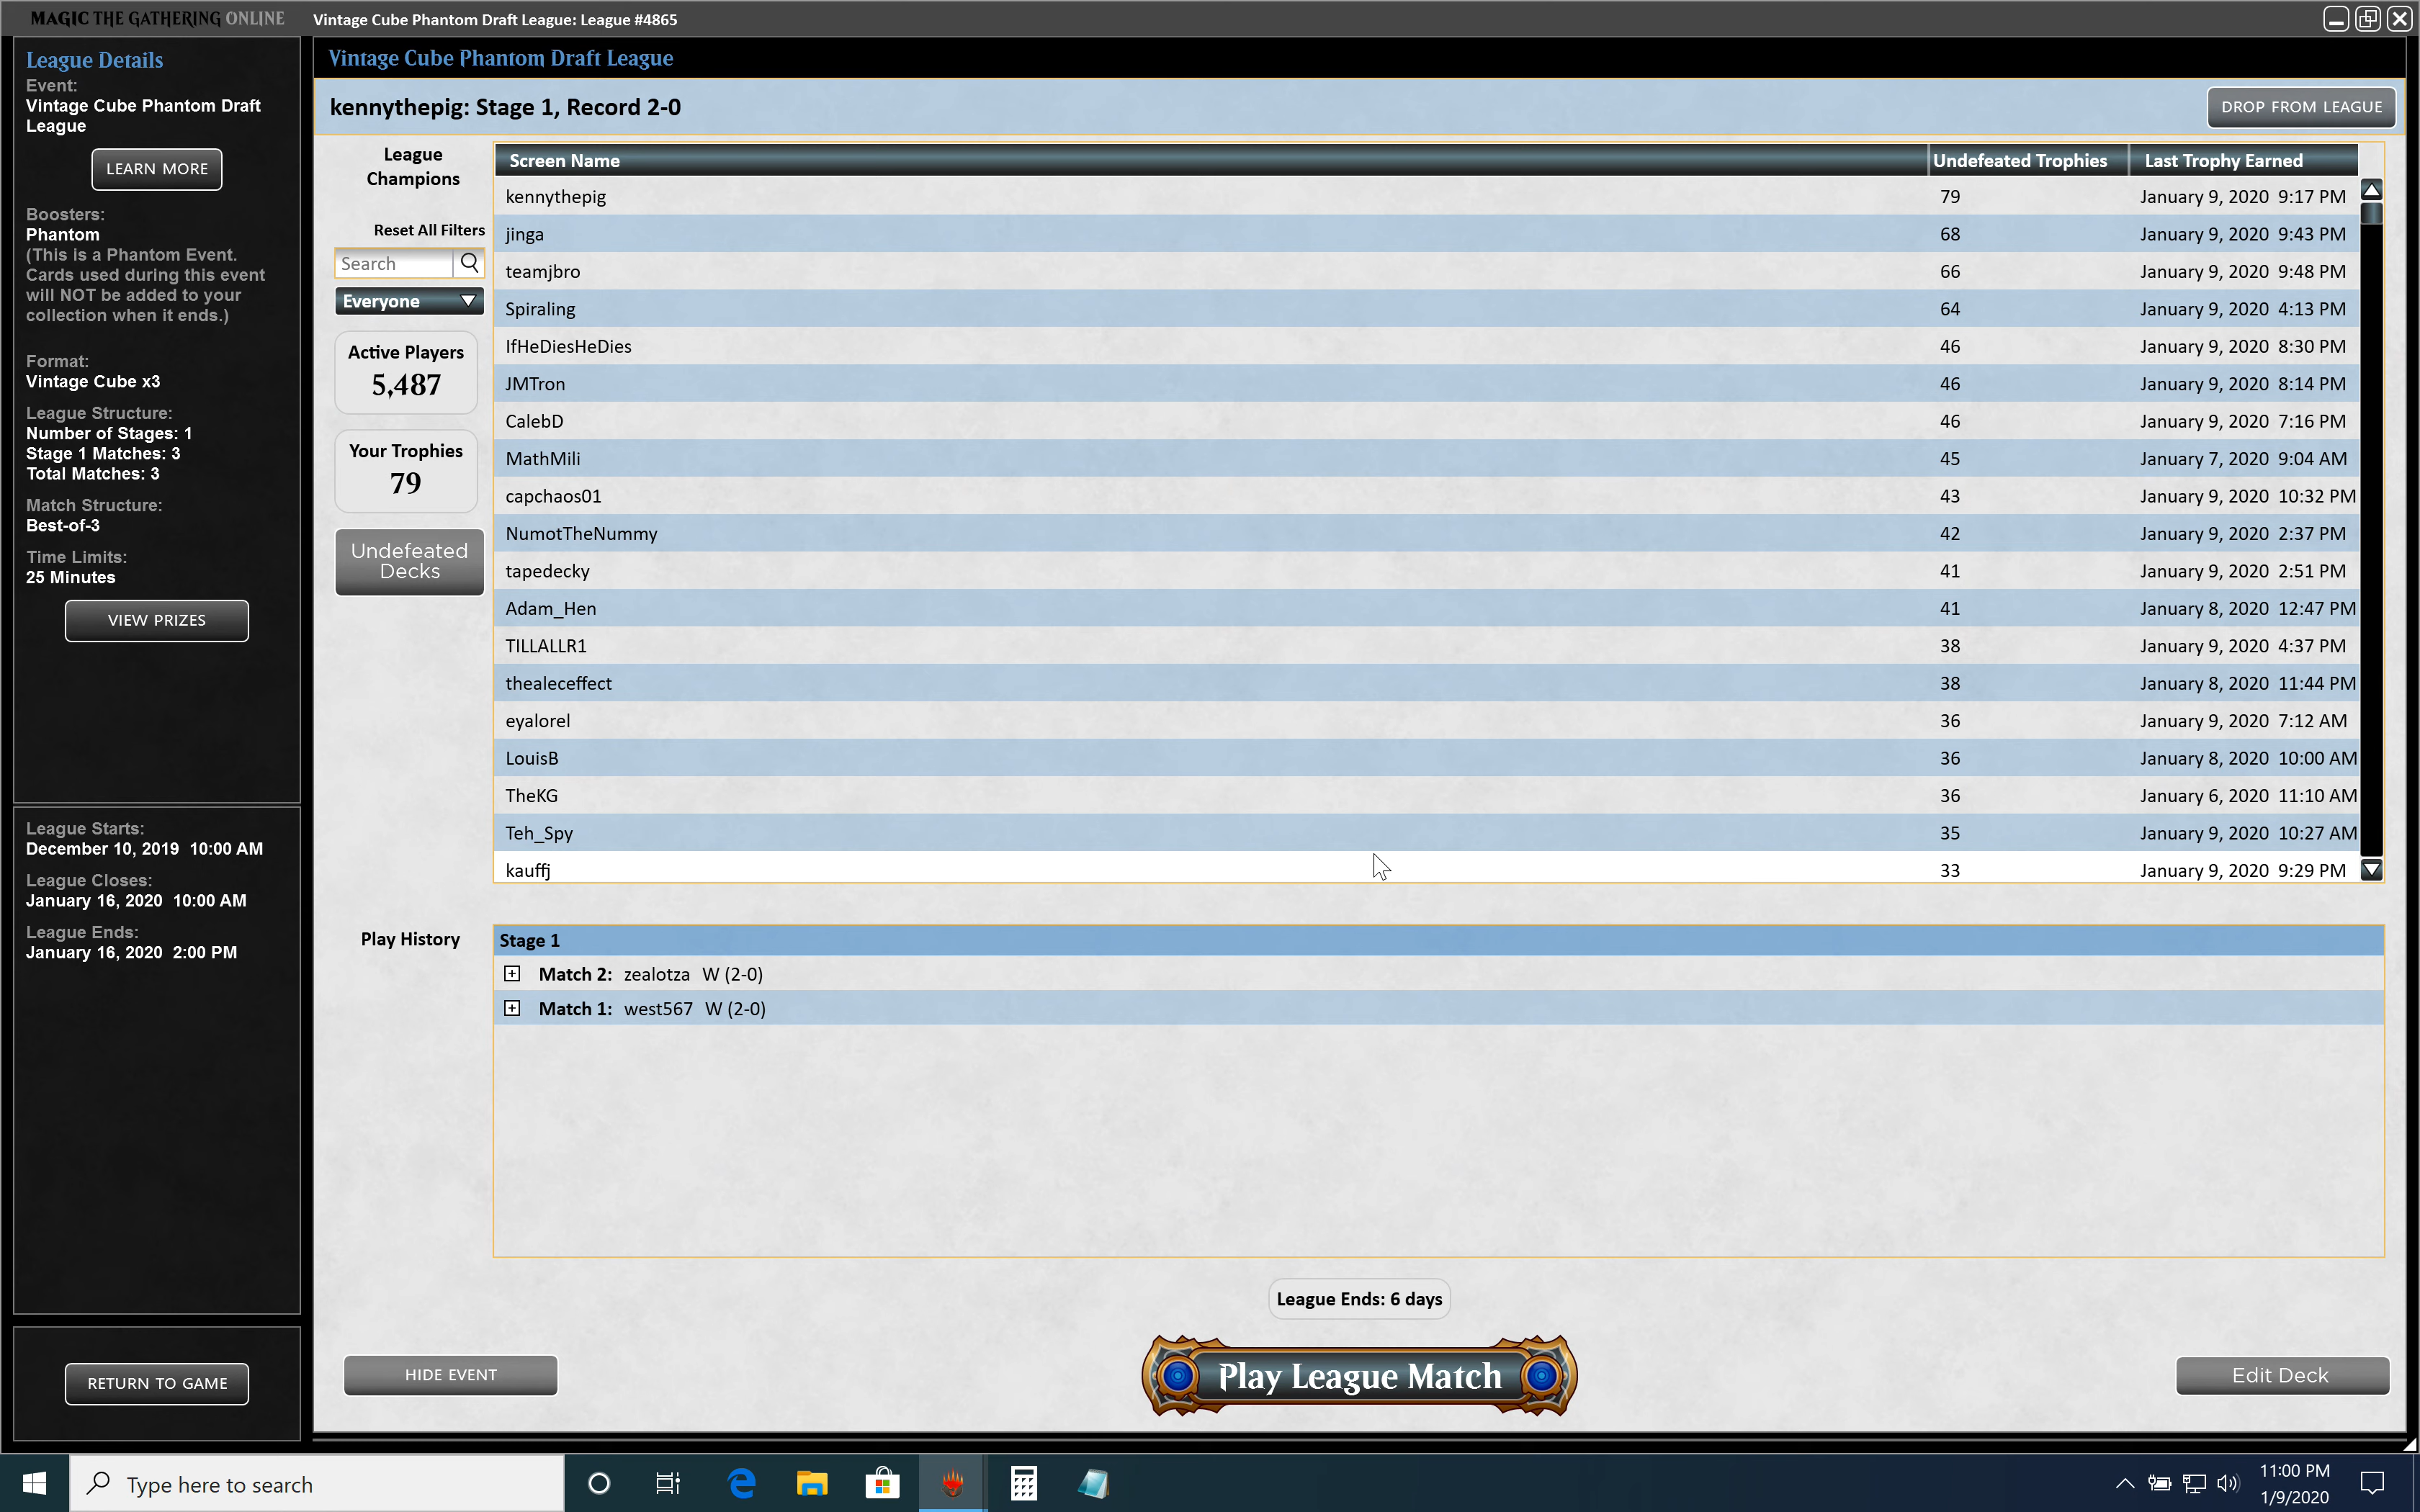 MAGIC THE GATHERING ONLINE
Vintage Cube Phantom Draft League: League #4865
League Details
Event:
Vintage Cube Phantom Draft
League
LEARN MORE
Boosters:
Phantom
(This is a Phantom Event.
Cards used during this event
will NOT be added to your
collection when it ends.)
Format:
Vintage Cube x3
League Structure:
Number of Stages: 1
Stage 1 Matches: 3
Total Matches: 3
Match Structure:
Best-of-3
Time Limits:
25 Minutes
VIEW PRIZES
League Starts:
December 10, 2019 10:00 AM
League Closes:
January 16, 2020 10:00 AM
League Ends:
January 16, 2020 2:00 PM
RETURN TO GAME
Vintage Cube Phantom Draft League
kennythepig: Stage 1, Record 2-0
DROP FROM LEAGUE
League
Champions
Reset All Filters
Search
Everyone
Active Players
5,487
Your Trophies
79
Undefeated
Decks
Screen Name Undefeated Trophies Last Trophy Earned
kennythepig 79 January 9, 2020 9:17 PM
jinga 68 January 9, 2020 9:43 PM
teamjbro 66 January 9, 2020 9:48 PM
Spiraling 64 January 9, 2020 4:13 PM
IfHeDiesHeDies 46 January 9, 2020 8:30 PM
JMTron 46 January 9, 2020 8:14 PM
CalebD 46 January 9, 2020 7:16 PM
MathMili 45 January 7, 2020 9:04 AM
capchaos01 43 January 9, 2020 10:32 PM
NumotTheNummy 42 January 9, 2020 2:37 PM
tapedecky 41 January 9, 2020 2:51 PM
Adam_Hen 41 January 8, 2020 12:47 PM
TILLALLR1 38 January 9, 2020 4:37 PM
thealeceffect 38 January 8, 2020 11:44 PM
eyalorel 36 January 9, 2020 7:12 AM
LouisB 36 January 8, 2020 10:00 AM
TheKG 36 January 6, 2020 11:10 AM
Teh_Spy 35 January 9, 2020 10:27 AM
kauffj 33 January 9, 2020 9:29 PM
Play History
Stage 1
Match 2: zealotza W (2-0)
Match 1: west567 W (2-0)
League Ends: 6 days
HIDE EVENT
Play League Match
Edit Deck
Type here to search
11:00 PM
1/9/2020